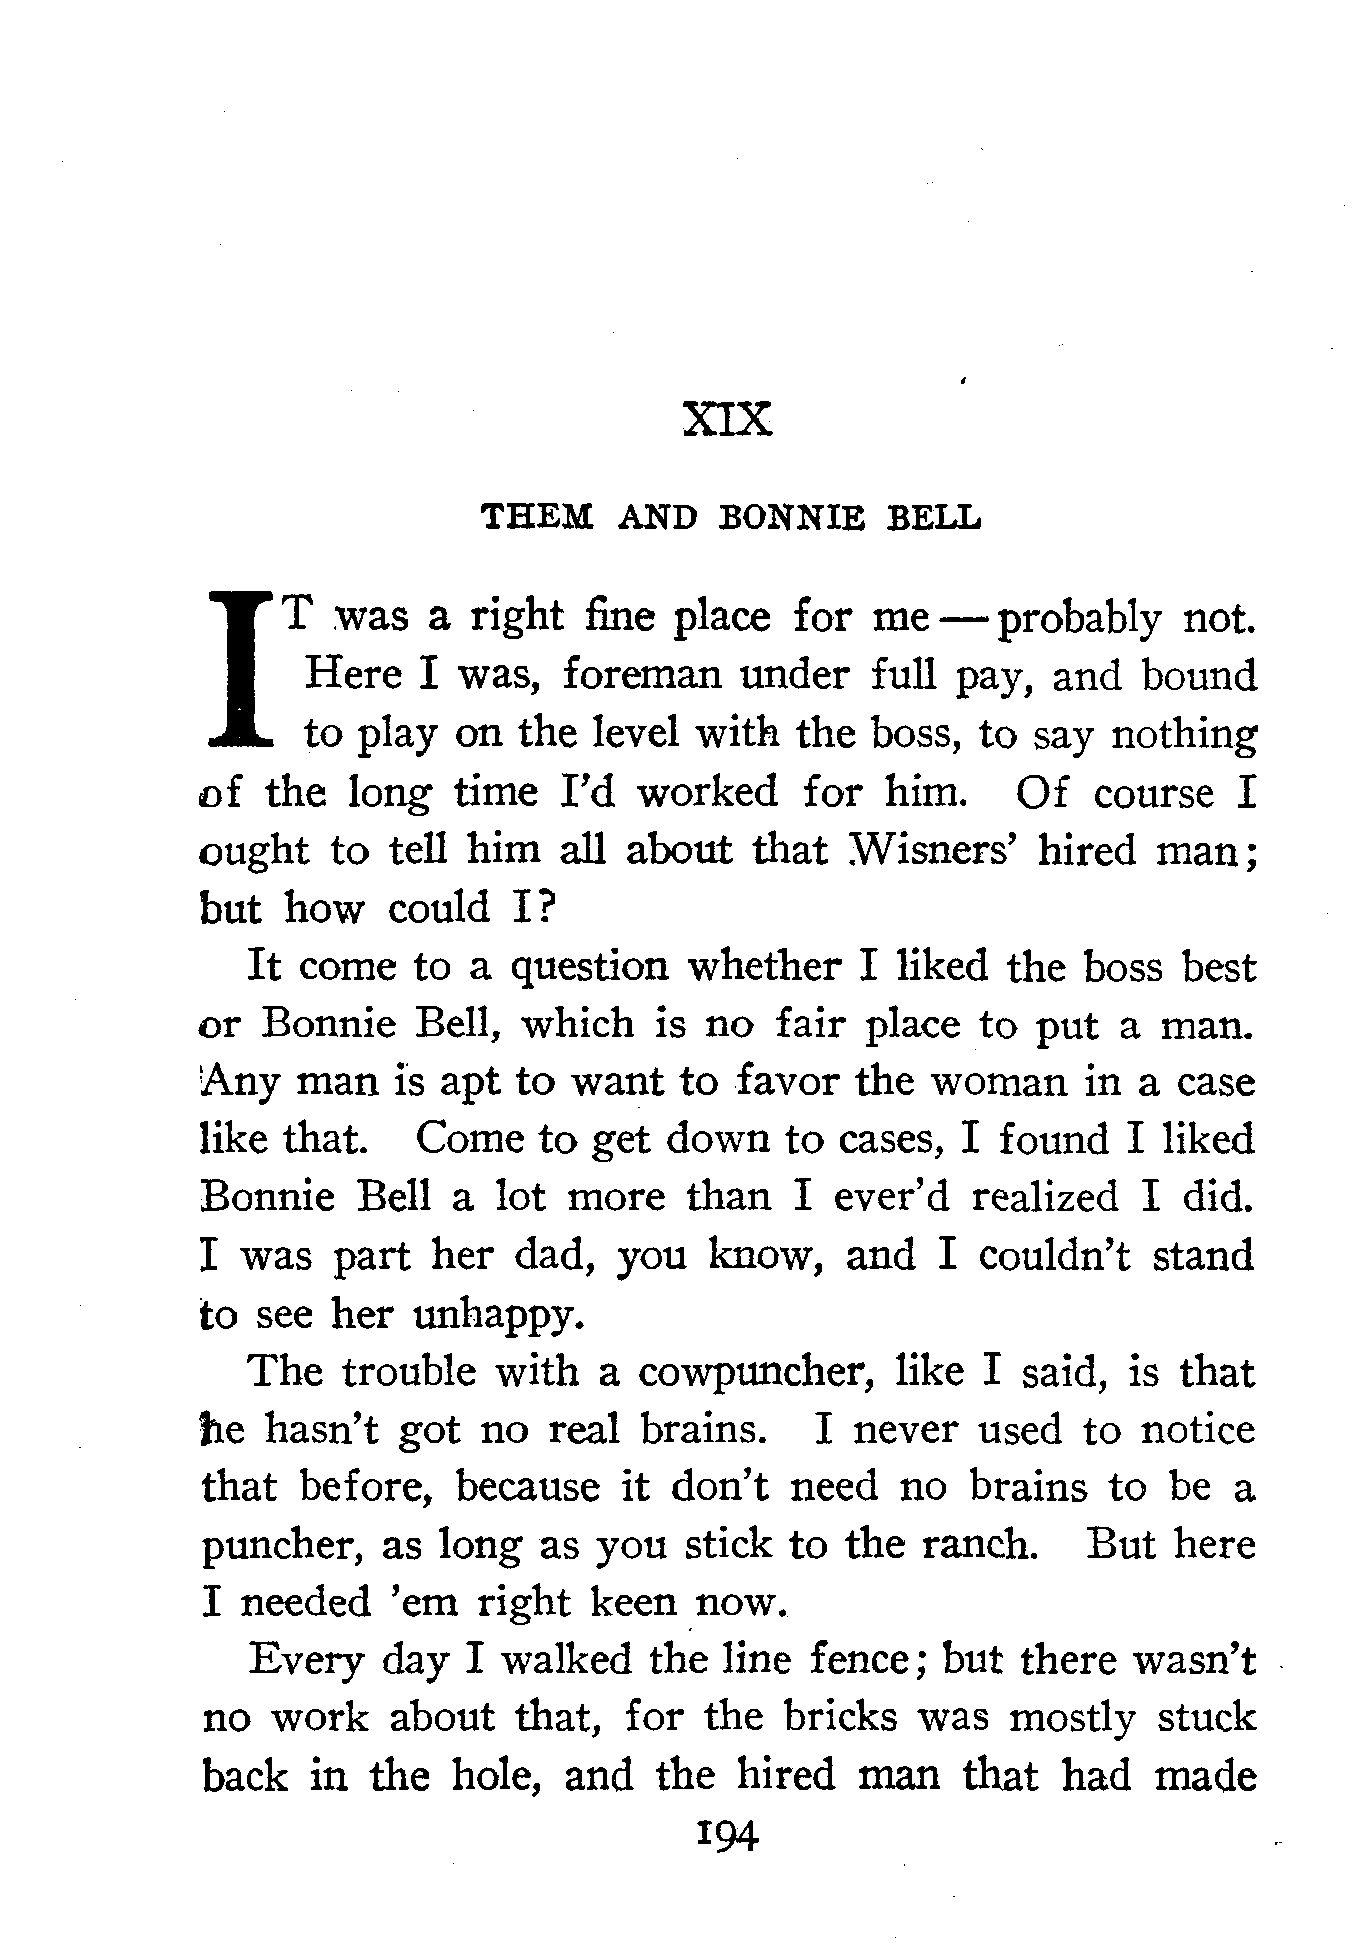 XIX
THEM AND BONNIE BELL
IT was a right fine place for me — probably not.
Here I was, foreman under full pay, and bound
to play on the level with the boss, to say nothing
of the long time I'd worked for him. Of course I
ought to tell him all about that Wisners' hired man;
but how could I?
It come to a question whether I liked the boss best
or Bonnie Bell, which is no fair place to put a man.
Any man is apt to want to favor the woman in a case
like that. Come to get down to cases, I found I liked
Bonnie Bell a lot more than I ever'd realized I did.
I was part her dad, you know, and I couldn't stand
to see her unhappy.
The trouble with a cowpuncher, like I said, is that
he hasn't got no real brains. I never used to notice
that before, because it don't need no brains to be a
puncher, as long as you stick to the ranch. But here
I needed 'em right keen now.
Every day I walked the line fence; but there wasn't
no work about that, for the bricks was mostly stuck
back in the hole, and the hired man that had made
194